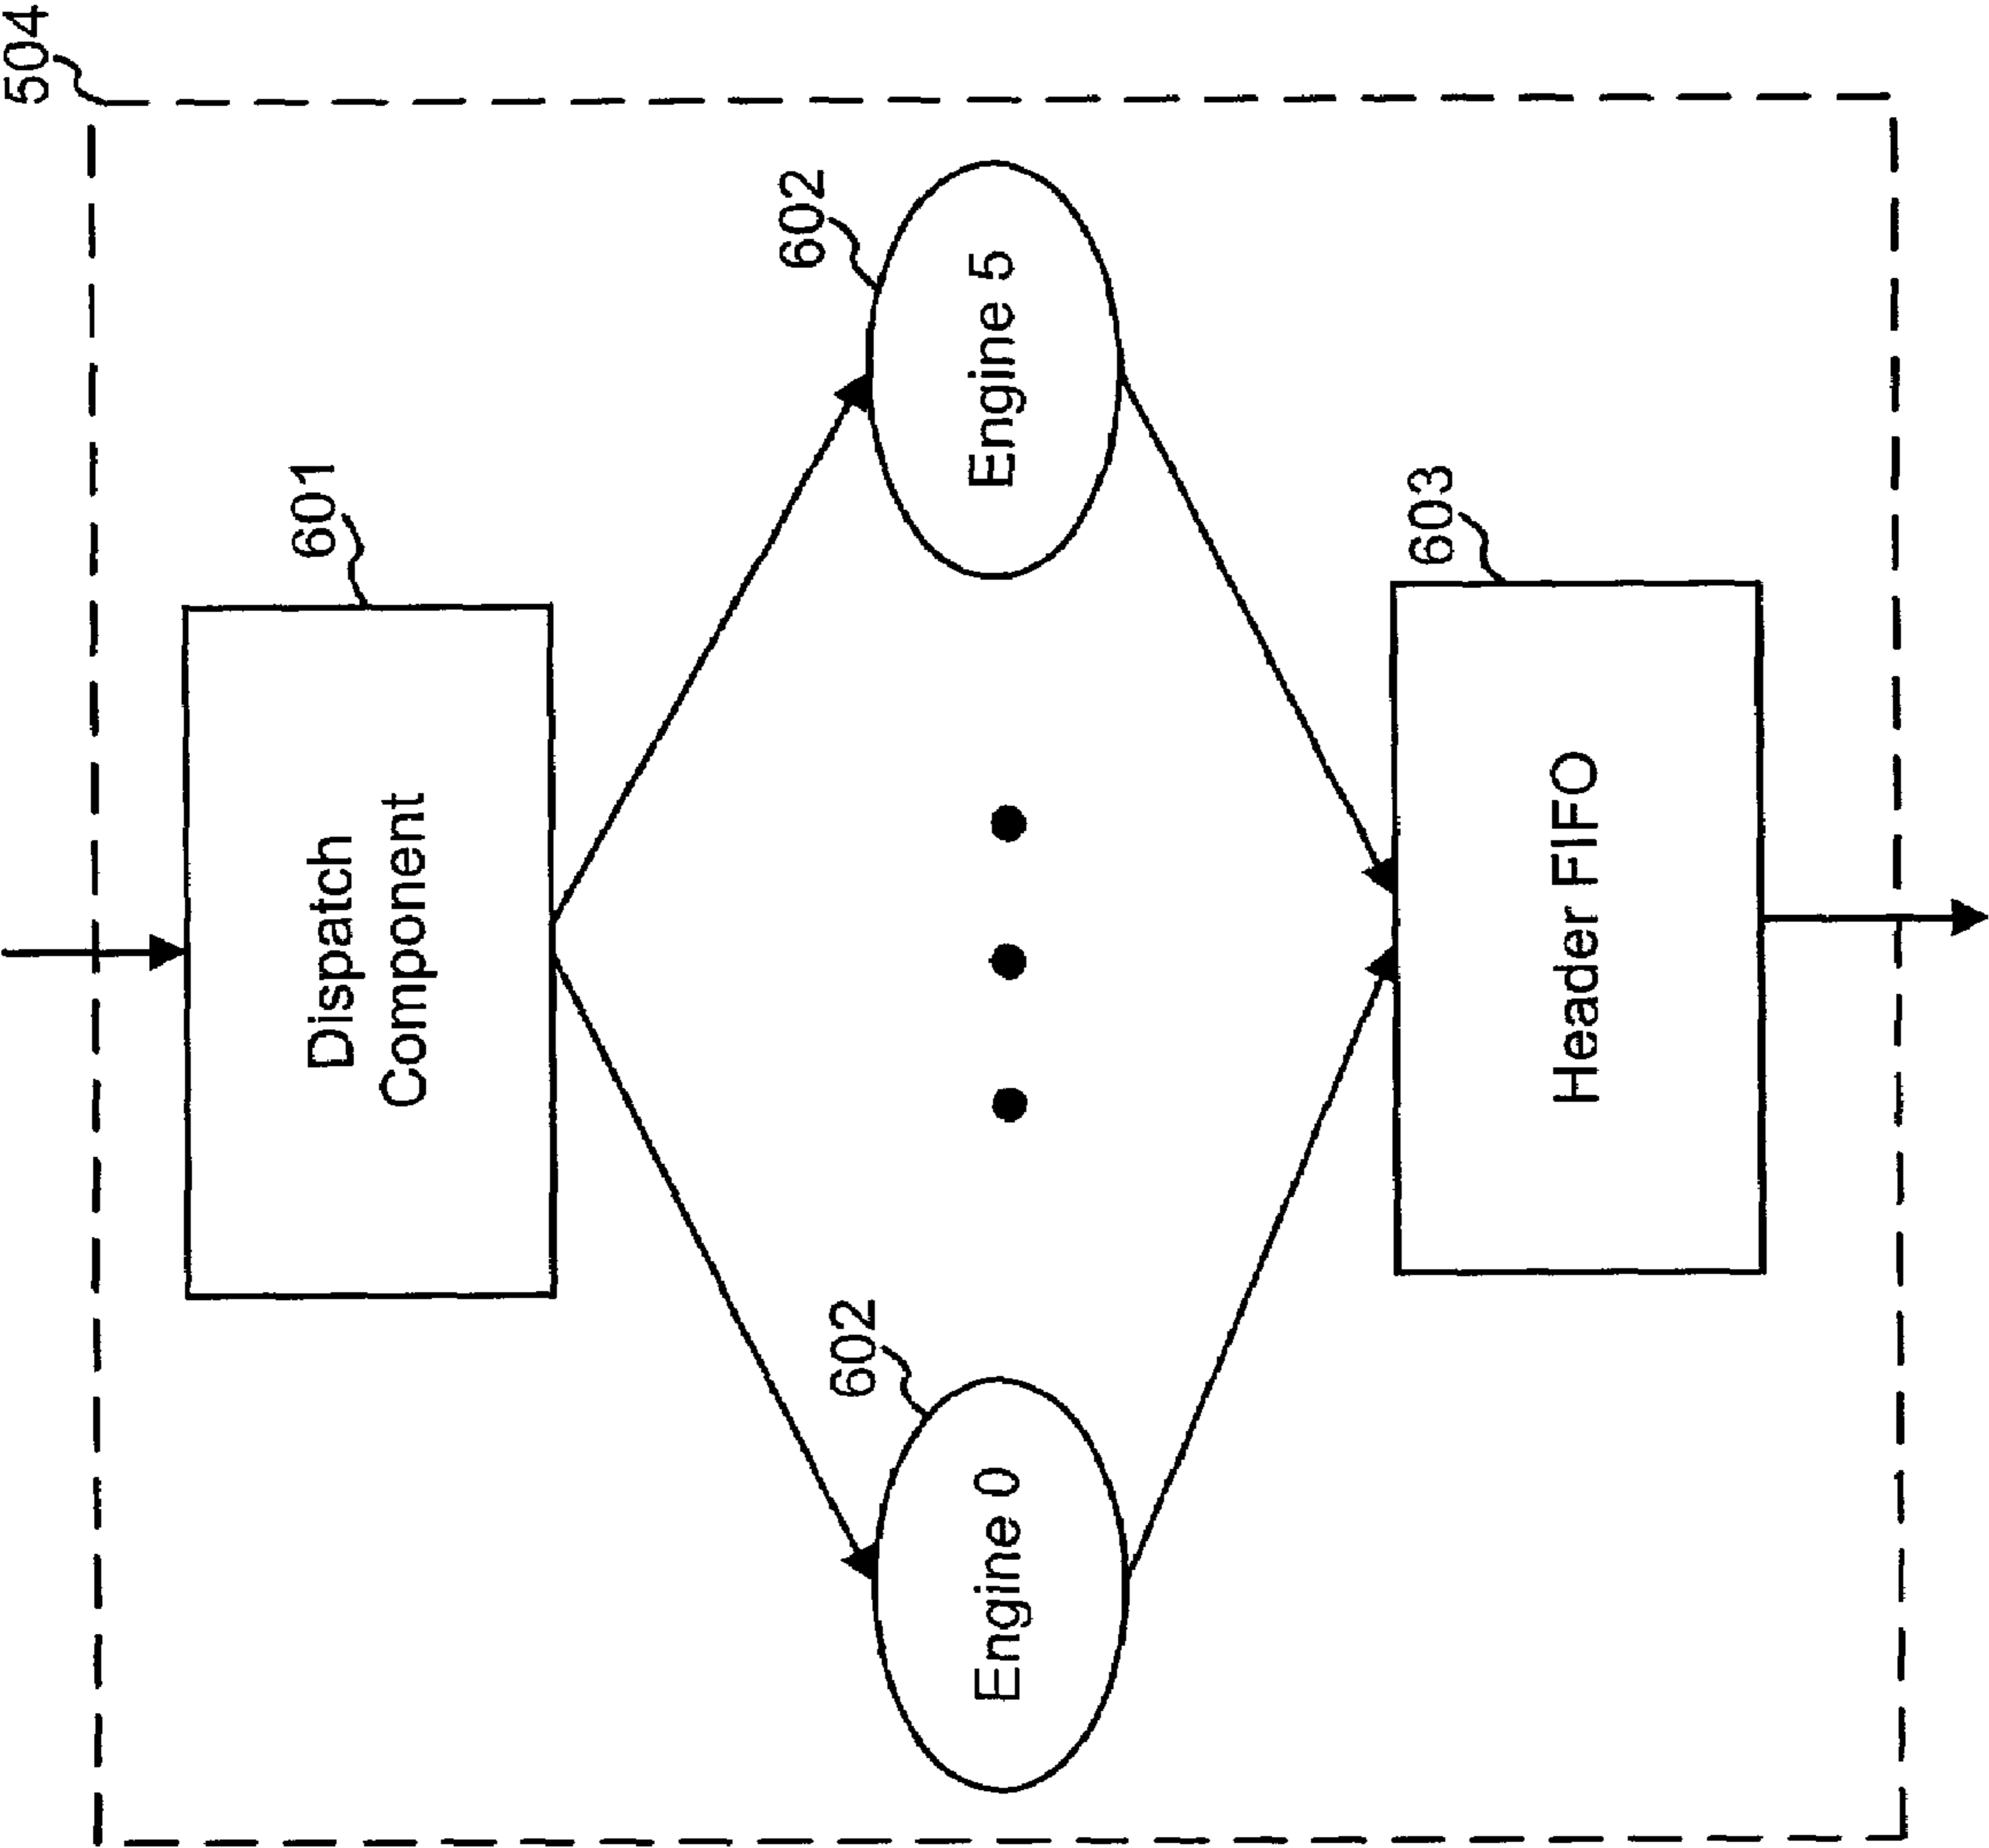 504
601
Dispatch
Component
602
Engine 0
602
Engine 5
603
Header FIFO